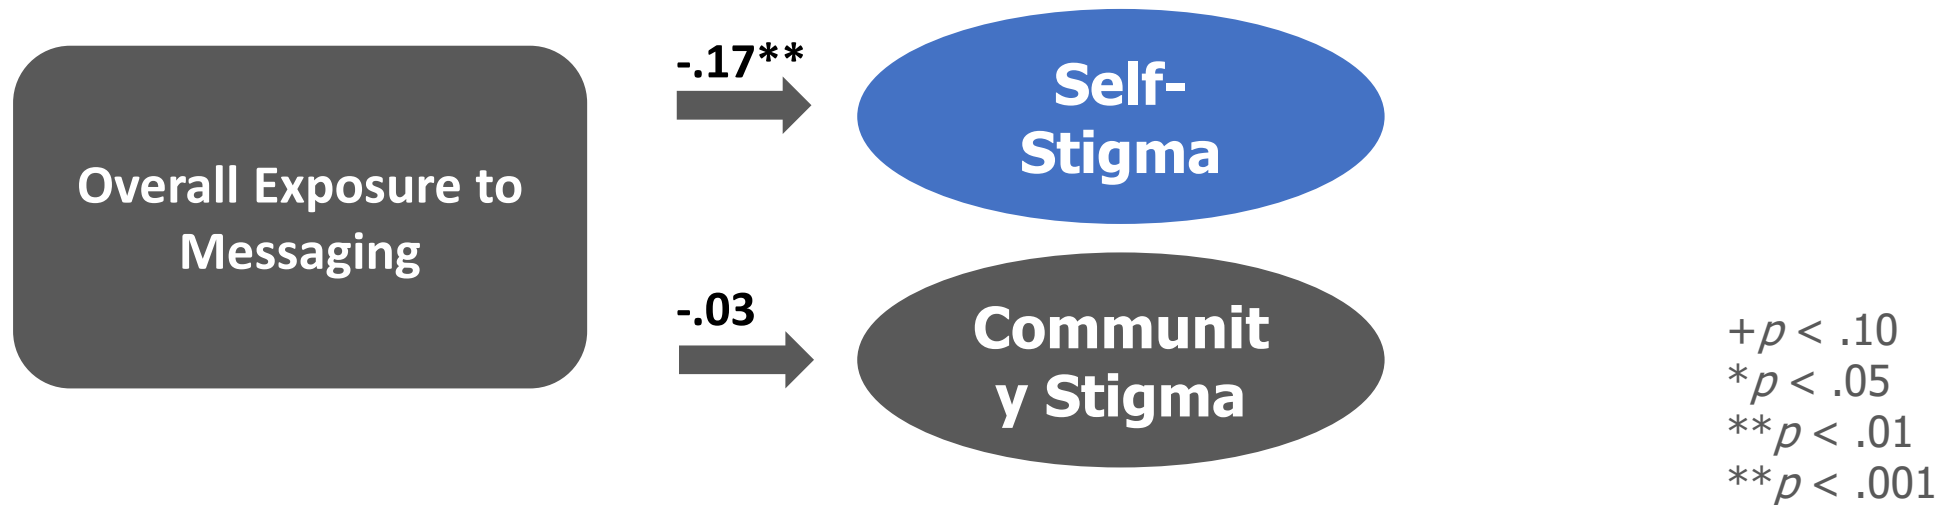 Overall Exposure to
Messaging
-.17**
Self-
Stigma
-.03
Communit
y Stigma
+p < .10
*p < .05
**p < .01
**p < .001